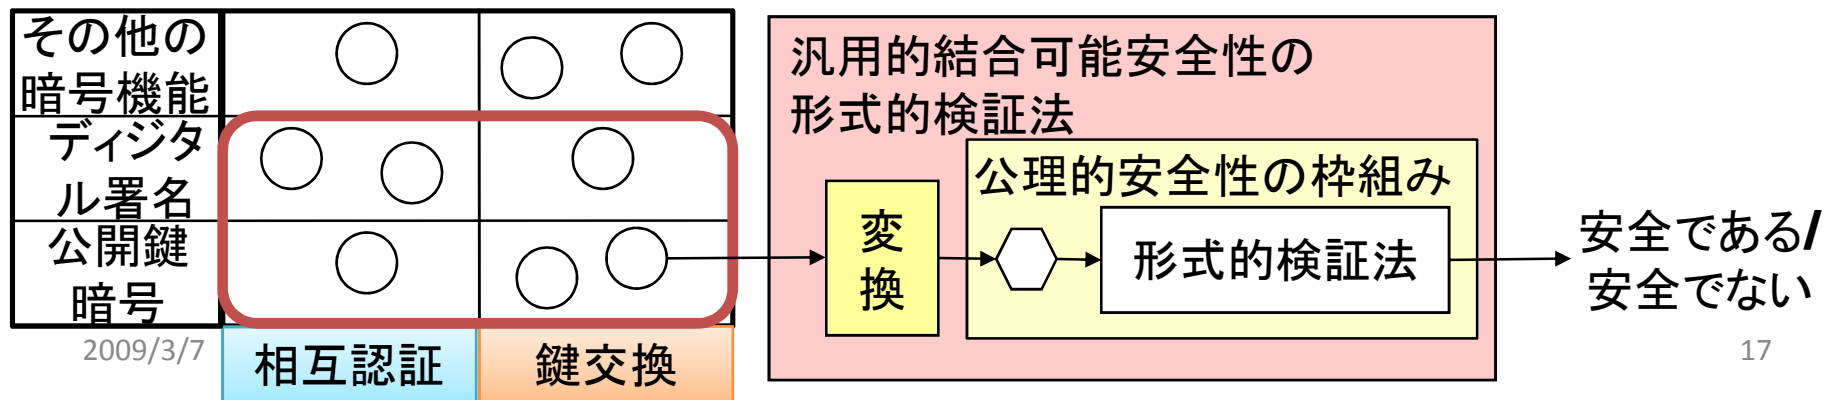 その他の
暗号機能
ディジタ
ル署名
公開鍵
暗号
相互認証
鍵交換
汎用的結合可能安全性の
形式的検証法
公理的安全性の枠組み
変
換
形式的検証法
安全である/
安全でない
2009/3/7
17